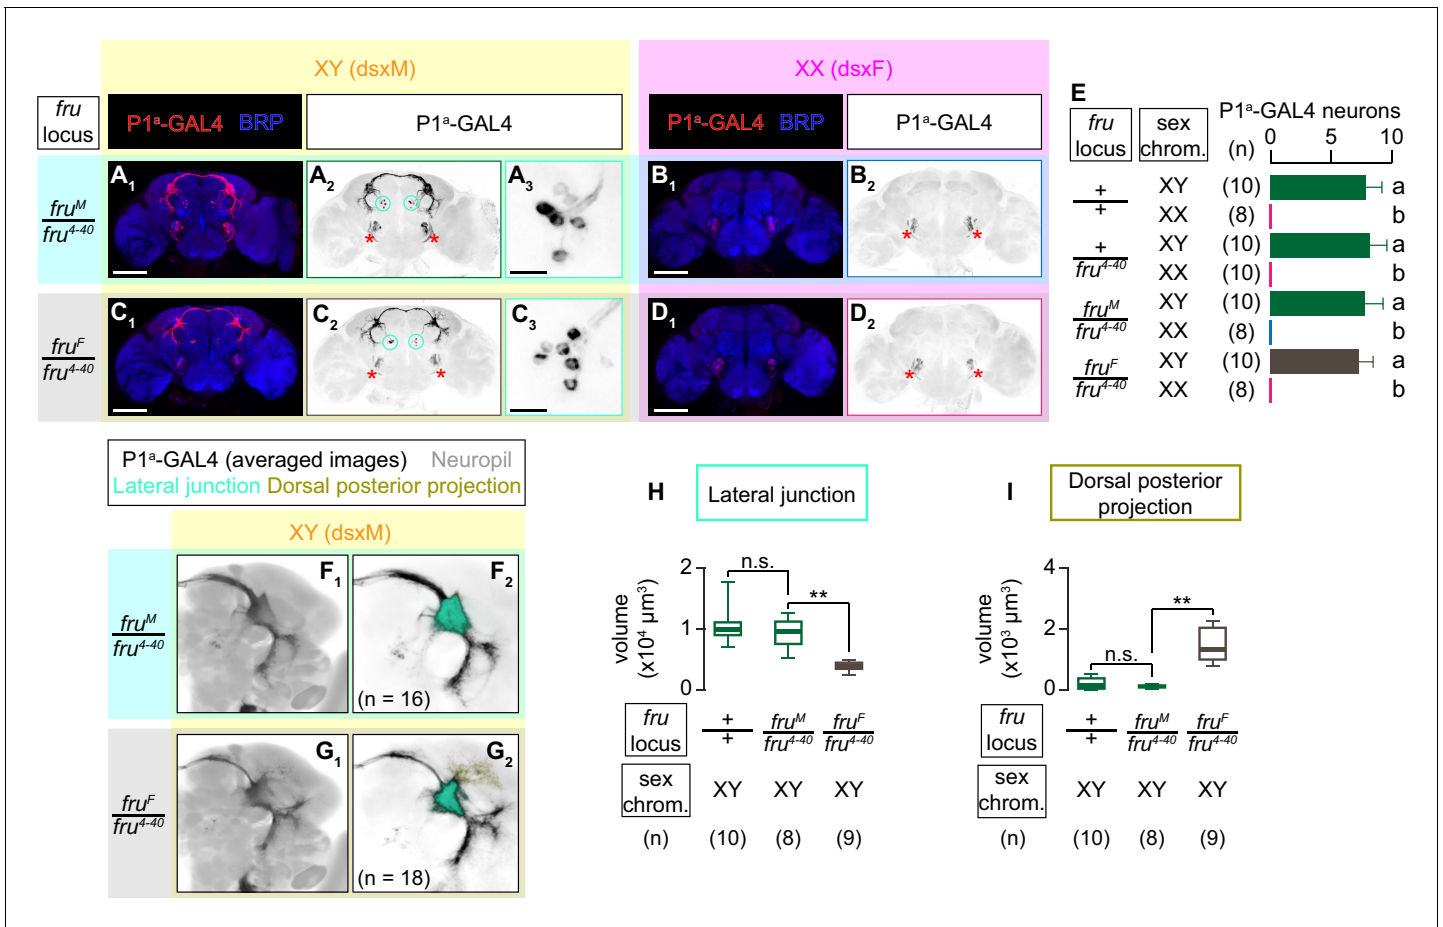 XY (dsxM)
XX (dsxF)
fru locus
P1ᵃ-GAL4 BRP
P1ᵃ-GAL4
P1ᵃ-GAL4 BRP
P1ᵃ-GAL4
fruᴹ
fru⁴⁻⁴⁰
A₁
A₂
A₃
B₁
B₂
*
*
*
*
fruF
fru⁴⁻⁴⁰
C₁
C₂
C₃
D₁
D₂
*
*
*
*
E
fru locus
sex chrom.
(n)
P1ᵃ-GAL4 neurons
0 5 10
+
+
XY (10) a
XX (8) b
+
fru⁴⁻⁴⁰
XY (10) a
XX (10) b
fruᴹ
fru⁴⁻⁴⁰
XY (10) a
XX (8) b
fruF
fru⁴⁻⁴⁰
XY (10) a
XX (8) b
P1ᵃ-GAL4 (averaged images) Neuropil
Lateral junction Dorsal posterior projection
XY (dsxM)
fruᴹ
fru⁴⁻⁴⁰
F₁
F₂
(n = 16)
fruF
fru⁴⁻⁴⁰
G₁
G₂
(n = 18)
H
Lateral junction
volume
(x10⁴ μm³)
2
1
0
n.s.
**
fru locus
+
+
fruᴹ
fru⁴⁻⁴⁰
fruF
fru⁴⁻⁴⁰
sex chrom.
XY XY XY
(n) (10) (8) (9)
I
Dorsal posterior
projection
volume
(x10³ μm³)
4
2
0
n.s.
**
fru locus
+
+
fruᴹ
fru⁴⁻⁴⁰
fruF
fru⁴⁻⁴⁰
sex chrom.
XY XY XY
(n) (10) (8) (9)